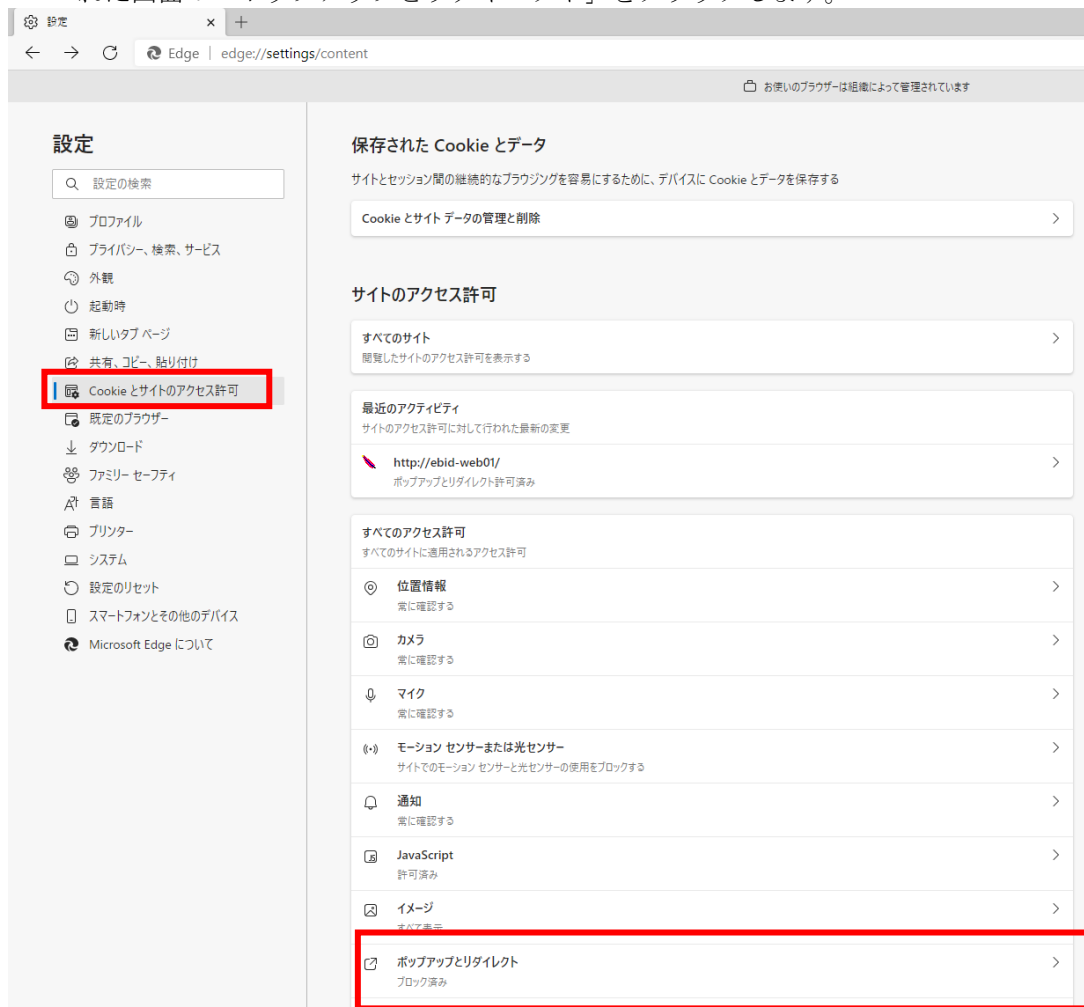 設定
Edge | edge://settings/content
お使いのブラウザーは組織によって管理されています
設定
設定の検索
プロファイル
プライバシー、検索、サービス
外観
起動時
新しいタブ ページ
共有、コピー、貼り付け
Cookie とサイトのアクセス許可
既定のブラウザー
ダウンロード
ファミリー セーフティ
言語
プリンター
システム
設定のリセット
スマートフォンとその他のデバイス
Microsoft Edge について
保存された Cookie とデータ
サイトとセッション間の継続的なブラウジングを容易にするために、デバイスに Cookie とデータを保存する
Cookie とサイト データの管理と削除
サイトのアクセス許可
すべてのサイト
閲覧したサイトのアクセス許可を表示する
最近のアクティビティ
サイトのアクセス許可に対して行われた最新の変更
http://ebid-web01/
ポップアップとリダイレクト許可済み
すべてのアクセス許可
すべてのサイトに適用されるアクセス許可
位置情報
常に確認する
カメラ
常に確認する
マイク
常に確認する
モーション センサーまたは光センサー
サイトでのモーション センサーと光センサーの使用をブロックする
通知
常に確認する
JavaScript
許可済み
イメージ
すべて表示
ポップアップとリダイレクト
ブロック済み